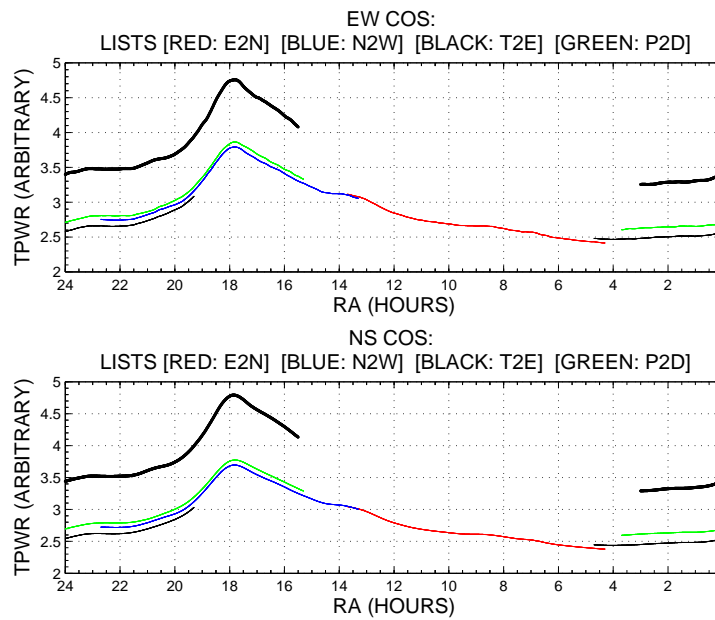 EW COS:
LISTS [RED: E2N] [BLUE: N2W] [BLACK: T2E] [GREEN: P2D]
TPWR (ARBITRARY)
5
4.5
4
3.5
3
2.5
2
24 22 20 18 16 14 12 10 8 6 4 2
RA (HOURS)
NS COS:
LISTS [RED: E2N] [BLUE: N2W] [BLACK: T2E] [GREEN: P2D]
TPWR (ARBITRARY)
5
4.5
4
3.5
3
2.5
2
24 22 20 18 16 14 12 10 8 6 4 2
RA (HOURS)